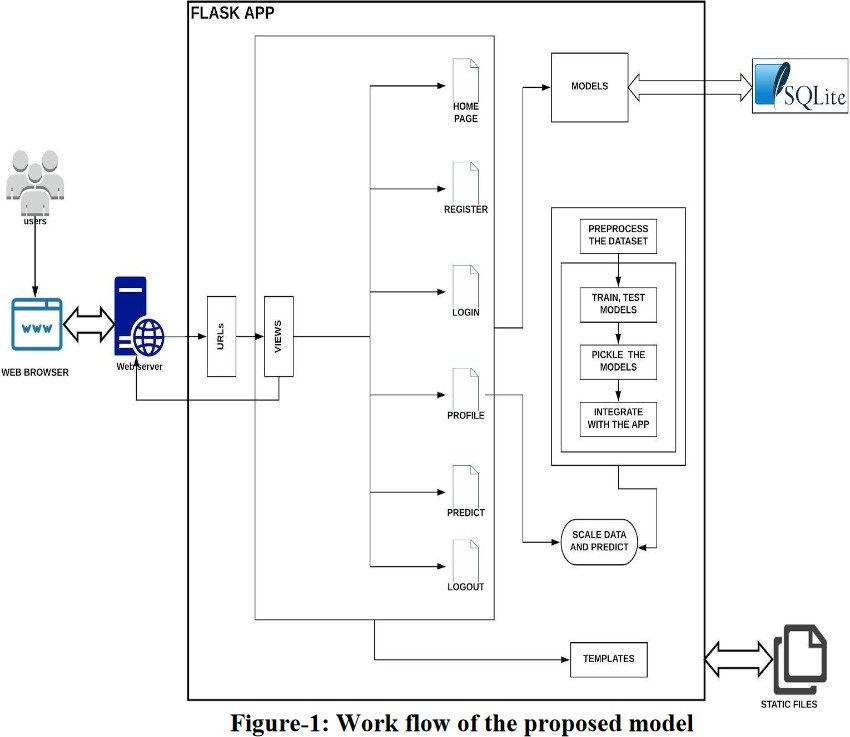 FLASK APP
HOME
PAGE
REGISTER
LOGIN
PROFILE
PREDICT
LOGOUT
users
www
WEB BROWSER
Web server
URLs
VIEWS
MODELS
SQLite
PREPROCESS
THE DATASET
TRAIN, TEST
MODELS
PICKLE THE
MODELS
INTEGRATE
WITH THE APP
SCALE DATA
AND PREDICT
TEMPLATES
STATIC FILES
Figure-1: Work flow of the proposed model